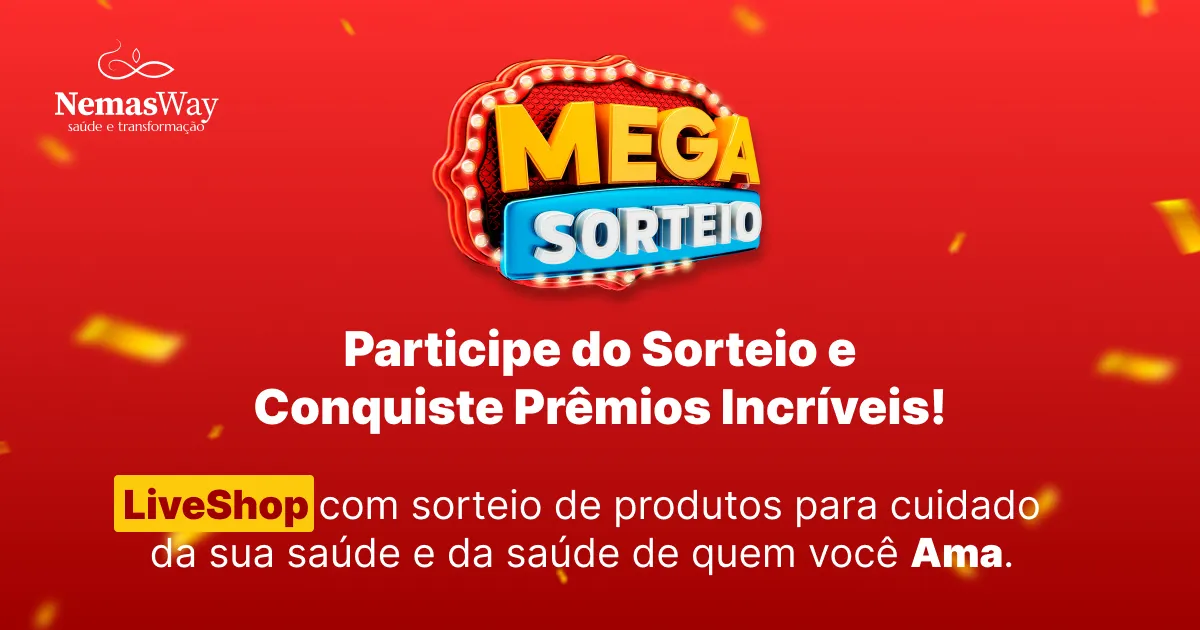 NemasWay
saúde e transformação
MEGA
SORTEIO
Participe do Sorteio e
Conquiste Prêmios Incríveis!
LiveShop com sorteio de produtos para cuidado
da sua saúde e da saúde de quem você Ama.